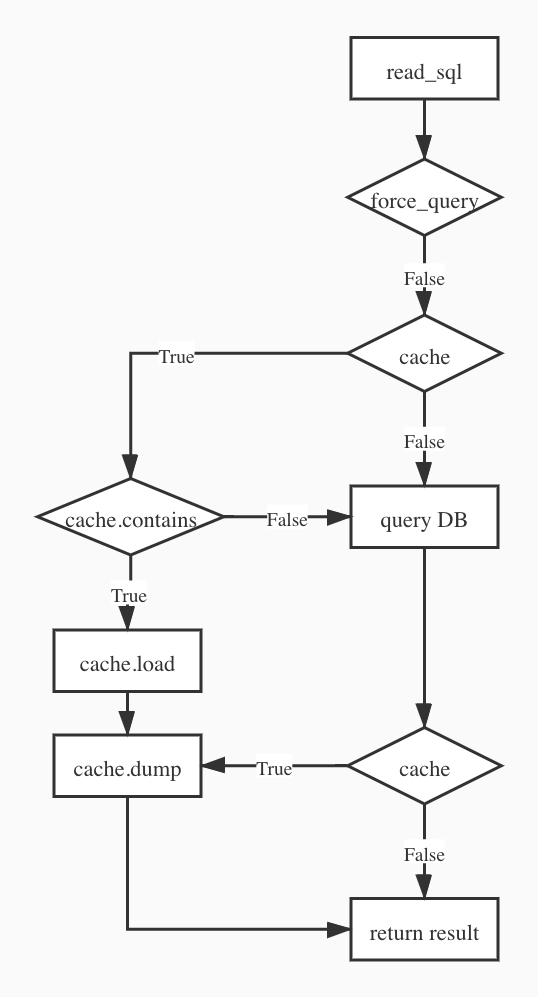 read_sql
force_query
False
cache
True
False
cache.contains
False
query DB
True
cache.load
cache.dump
True
cache
False
return result